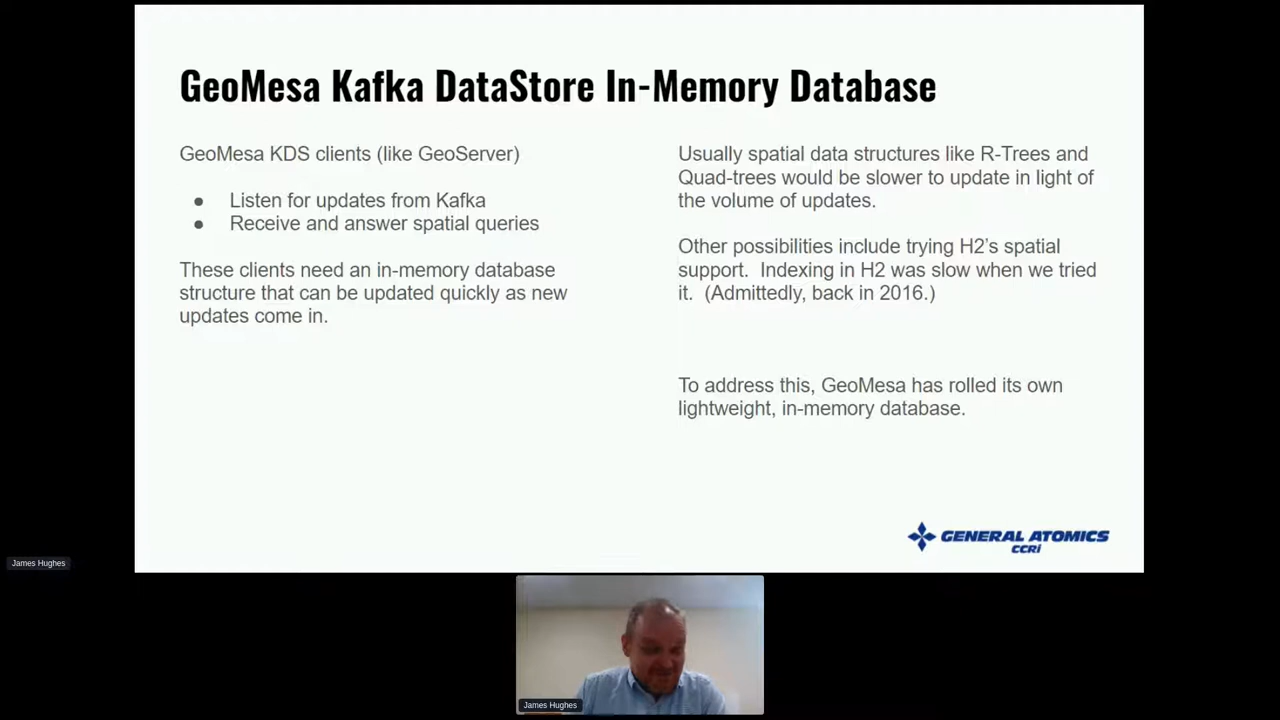 GeoMesa Kafka DataStore In-Memory Database
GeoMesa KDS clients (like GeoServer)
● Listen for updates from Kafka
● Receive and answer spatial queries
These clients need an in-memory database
structure that can be updated quickly as new
updates come in.
Usually spatial data structures like R-Trees and
Quad-trees would be slower to update in light of
the volume of updates.
Other possibilities include trying H2’s spatial
support.  Indexing in H2 was slow when we tried
it.  (Admittedly, back in 2016.)
To address this, GeoMesa has rolled its own
lightweight, in-memory database.
GENERAL ATOMICS
CCRi
James Hughes
James Hughes